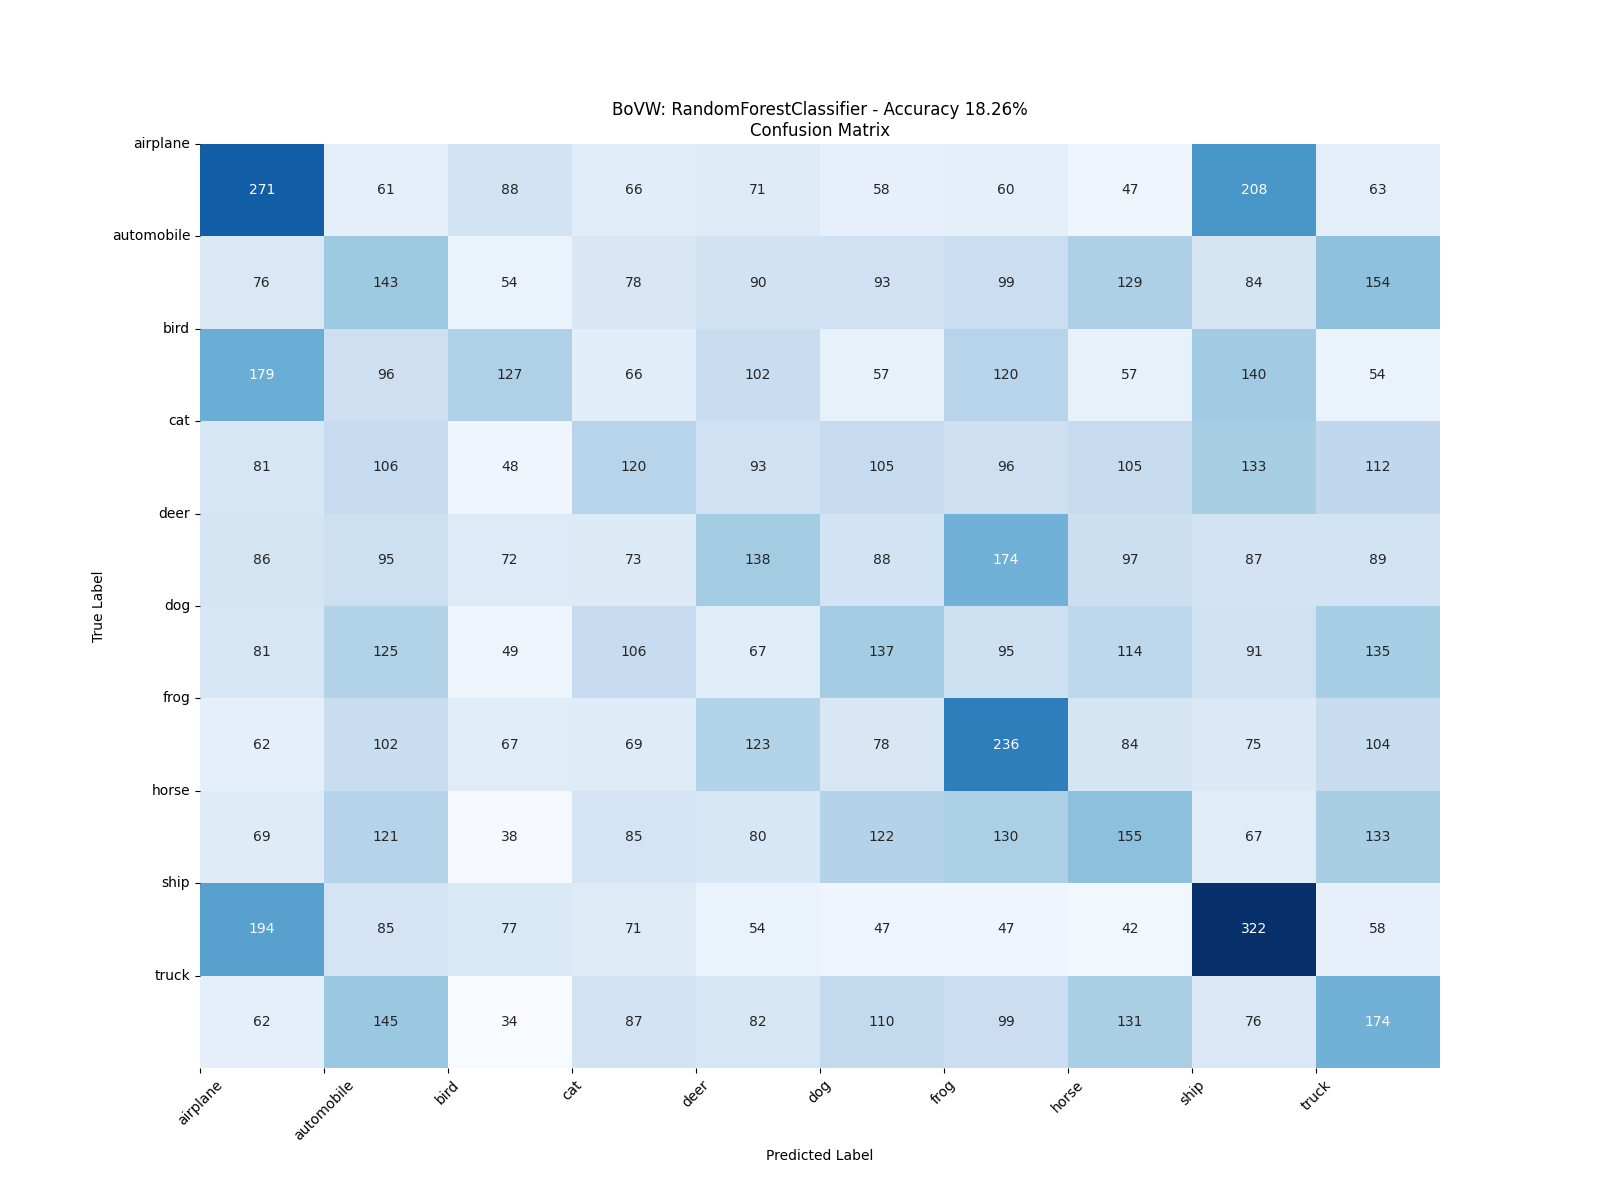 BoVW: RandomForestClassifier - Accuracy 18.26%
Confusion Matrix
airplane
271 61 88 66 71 58 60 47 208 63
automobile
76 143 54 78 90 93 99 129 84 154
bird
179 96 127 66 102 57 120 57 140 54
cat
81 106 48 120 93 105 96 105 133 112
deer
86 95 72 73 138 88 174 97 87 89
dog
81 125 49 106 67 137 95 114 91 135
frog
62 102 67 69 123 78 236 84 75 104
horse
69 121 38 85 80 122 130 155 67 133
ship
194 85 77 71 54 47 47 42 322 58
truck
62 145 34 87 82 110 99 131 76 174
True Label
airplane automobile bird cat deer dog frog horse ship truck
Predicted Label